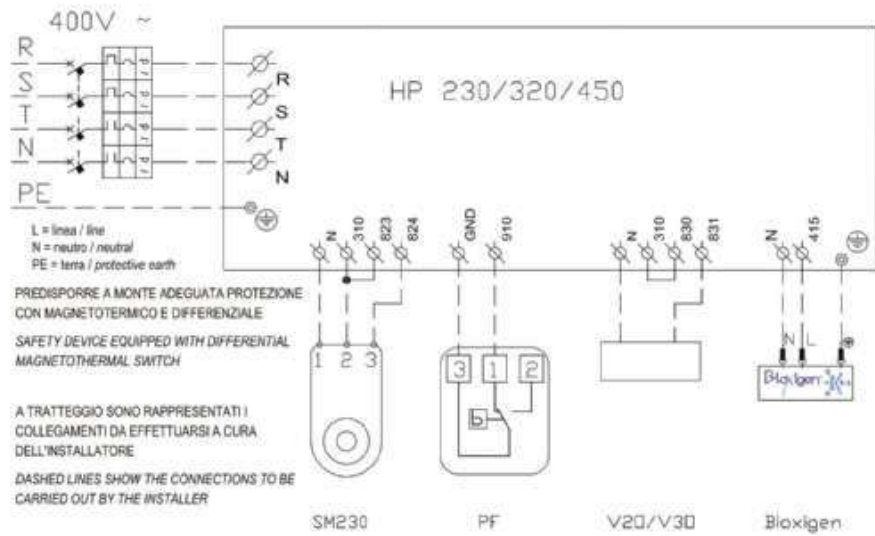 400V ~
R
S
T
N
PE
R
S
T
N
HP 230/320/450
L = linea / line
N = neutro / neutral
PE = terra / protective earth
N 310 823 824
GND 910
N 310 830 831
N 415
PREDISPORRE A MONTE ADEGUATA PROTEZIONE
CON MAGNETOTERMICO E DIFFERENZIALE
SAFETY DEVICE EQUIPPED WITH DIFFERENTIAL
MAGNETOTHERMAL SWITCH
1 2 3
3 1 2
b
N L
Bioxigen
A TRATTEGGIO SONO RAPPRESENTATI I
COLLEGAMENTI DA EFFETTUARSI A CURA
DELL'INSTALLATORE
DASHED LINES SHOW THE CONNECTIONS TO BE
CARRIED OUT BY THE INSTALLER
SM230
PF
V20/V30
Bioxigen